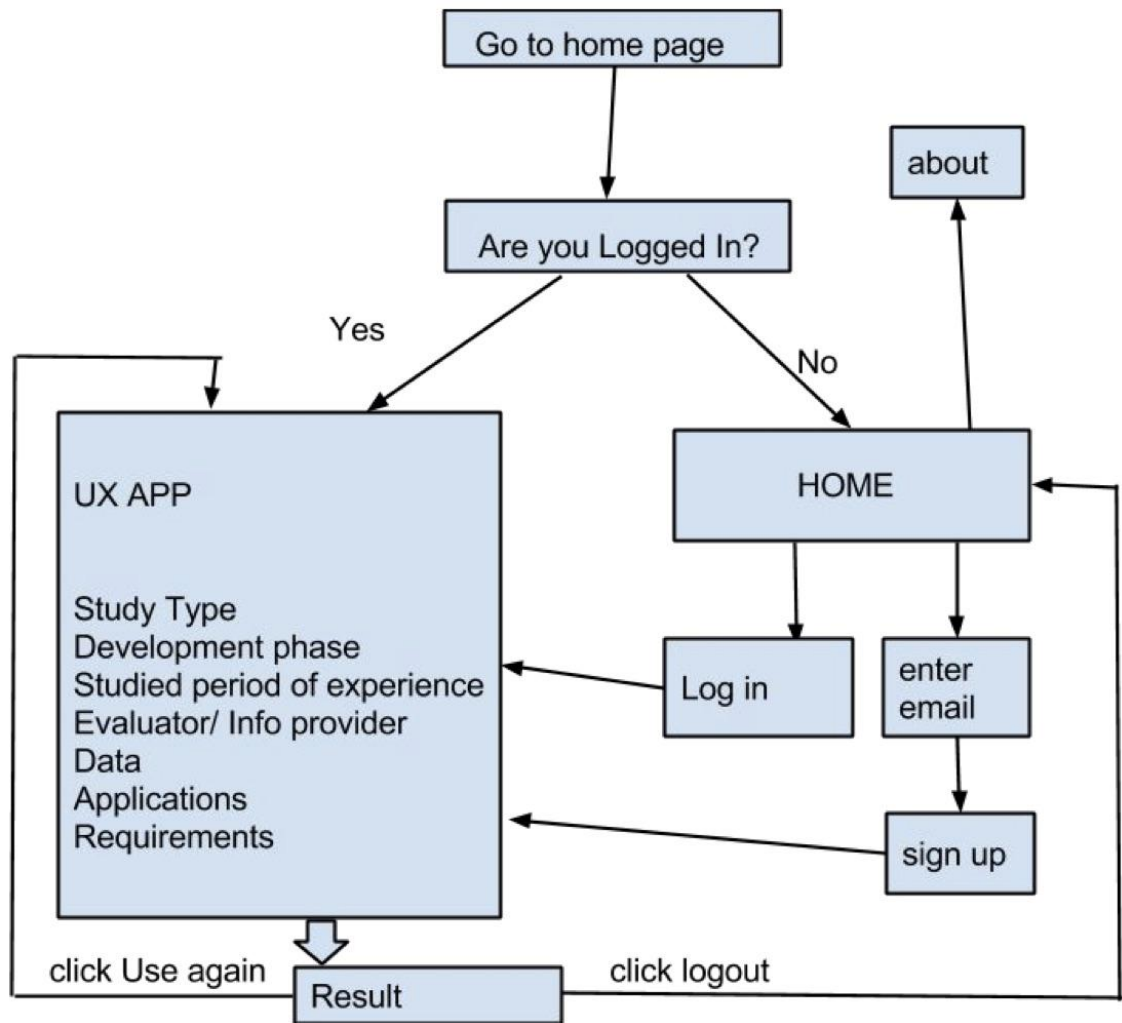 Go to home page
about
Are you Logged In?
Yes
No
UX APP
Study Type
Development phase
Studied period of experience
Evaluator/ Info provider
Data
Applications
Requirements
HOME
Log in
enter
email
sign up
click Use again
Result
click logout